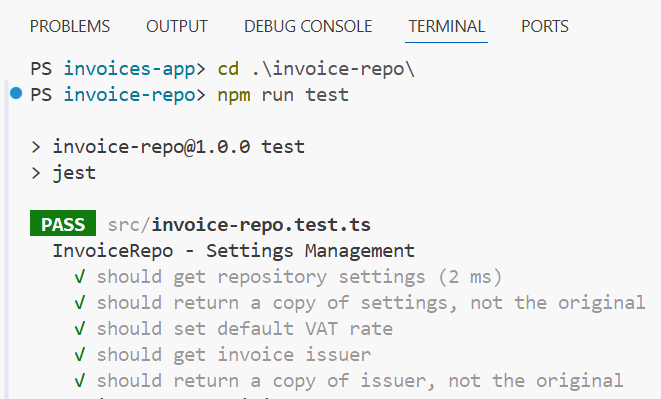 PROBLEMS OUTPUT DEBUG CONSOLE TERMINAL PORTS
PS invoices-app> cd .\invoice-repo\
PS invoice-repo> npm run test
> invoice-repo@1.0.0 test
> jest
PASS src/invoice-repo.test.ts
InvoiceRepo - Settings Management
√ should get repository settings (2 ms)
√ should return a copy of settings, not the original
√ should set default VAT rate
√ should get invoice issuer
√ should return a copy of issuer, not the original